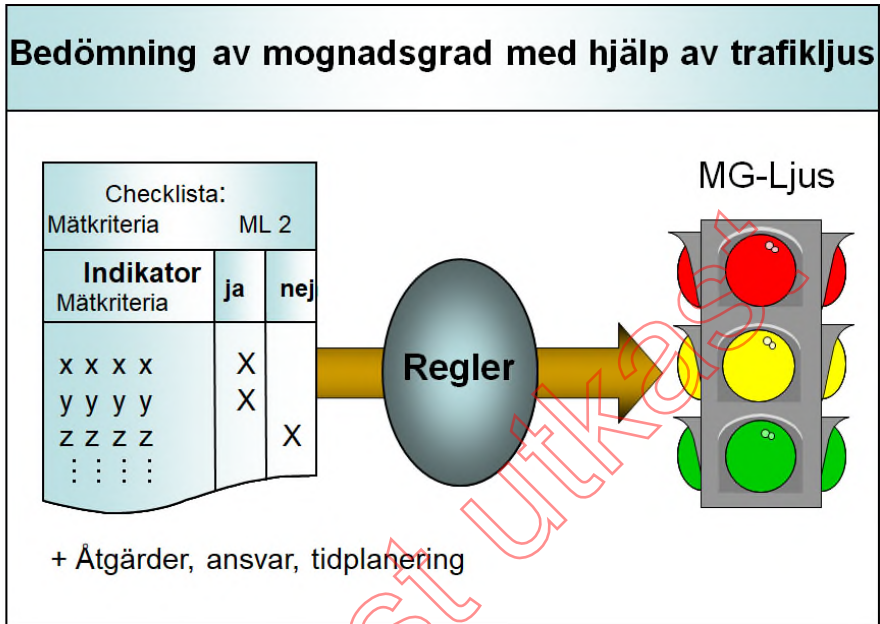 Bedömning av mognadsgrad med hjälp av trafikljus
Checklista:
Mätkriteria ML 2
Indikator
Mätkriteria
ja
nej
x x x x X
y y y y X
z z z z X
⋮ ⋮ ⋮ ⋮
Regler
MG-Ljus
+ Åtgärder, ansvar, tidplanering
utkast